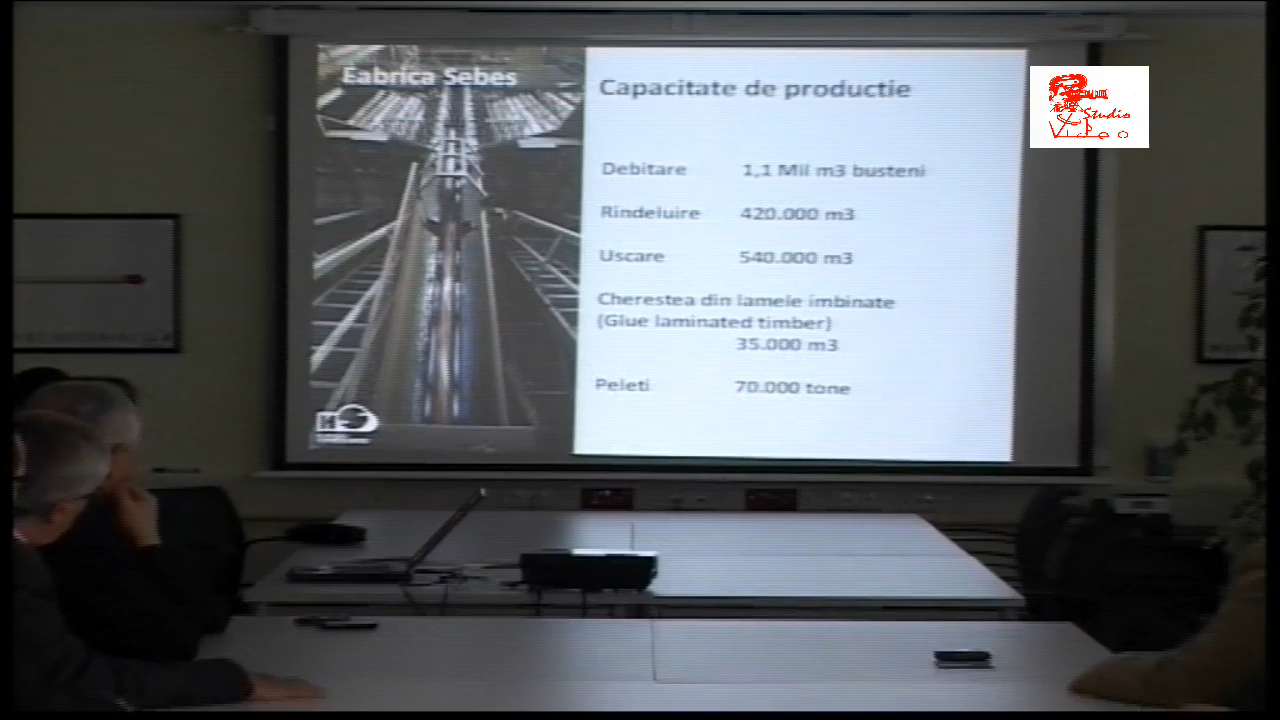 Fabrica Sebes
Capacitate de productie
Debitare 1,1 Mil m3 busteni
Rindeluire 420.000 m3
Uscare 540.000 m3
Cherestea din lamele imbinate
(Glue laminated timber)
35.000 m3
Peleti 70.000 tone
Studio
Video